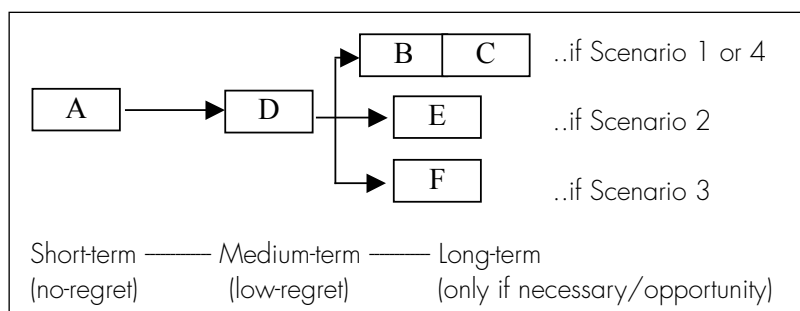 B C ..if Scenario 1 or 4
A D E ..if Scenario 2
F ..if Scenario 3
Short-term Medium-term Long-term
(no-regret) (low-regret) (only if necessary/opportunity)